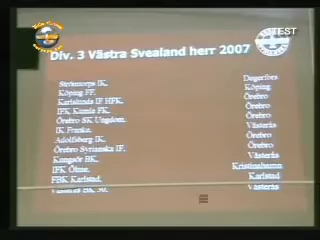 TEST
Div. 3 Västra Svealand herr 2007
Strömtorps IK. Degerfors
Köping FF. Köping
Karlslunds IF HFK. Örebro
IFK Kumla FK. Örebro
Örebro SK Ungdom. Örebro
IK Franke. Västerås
Adolfsberg IK. Örebro
Örebro Syrianska IF. Örebro
Kungsör BK. Västerås
IFK Ölme. Kristinehamn
FBK Karlstad. Karlstad
Västerås